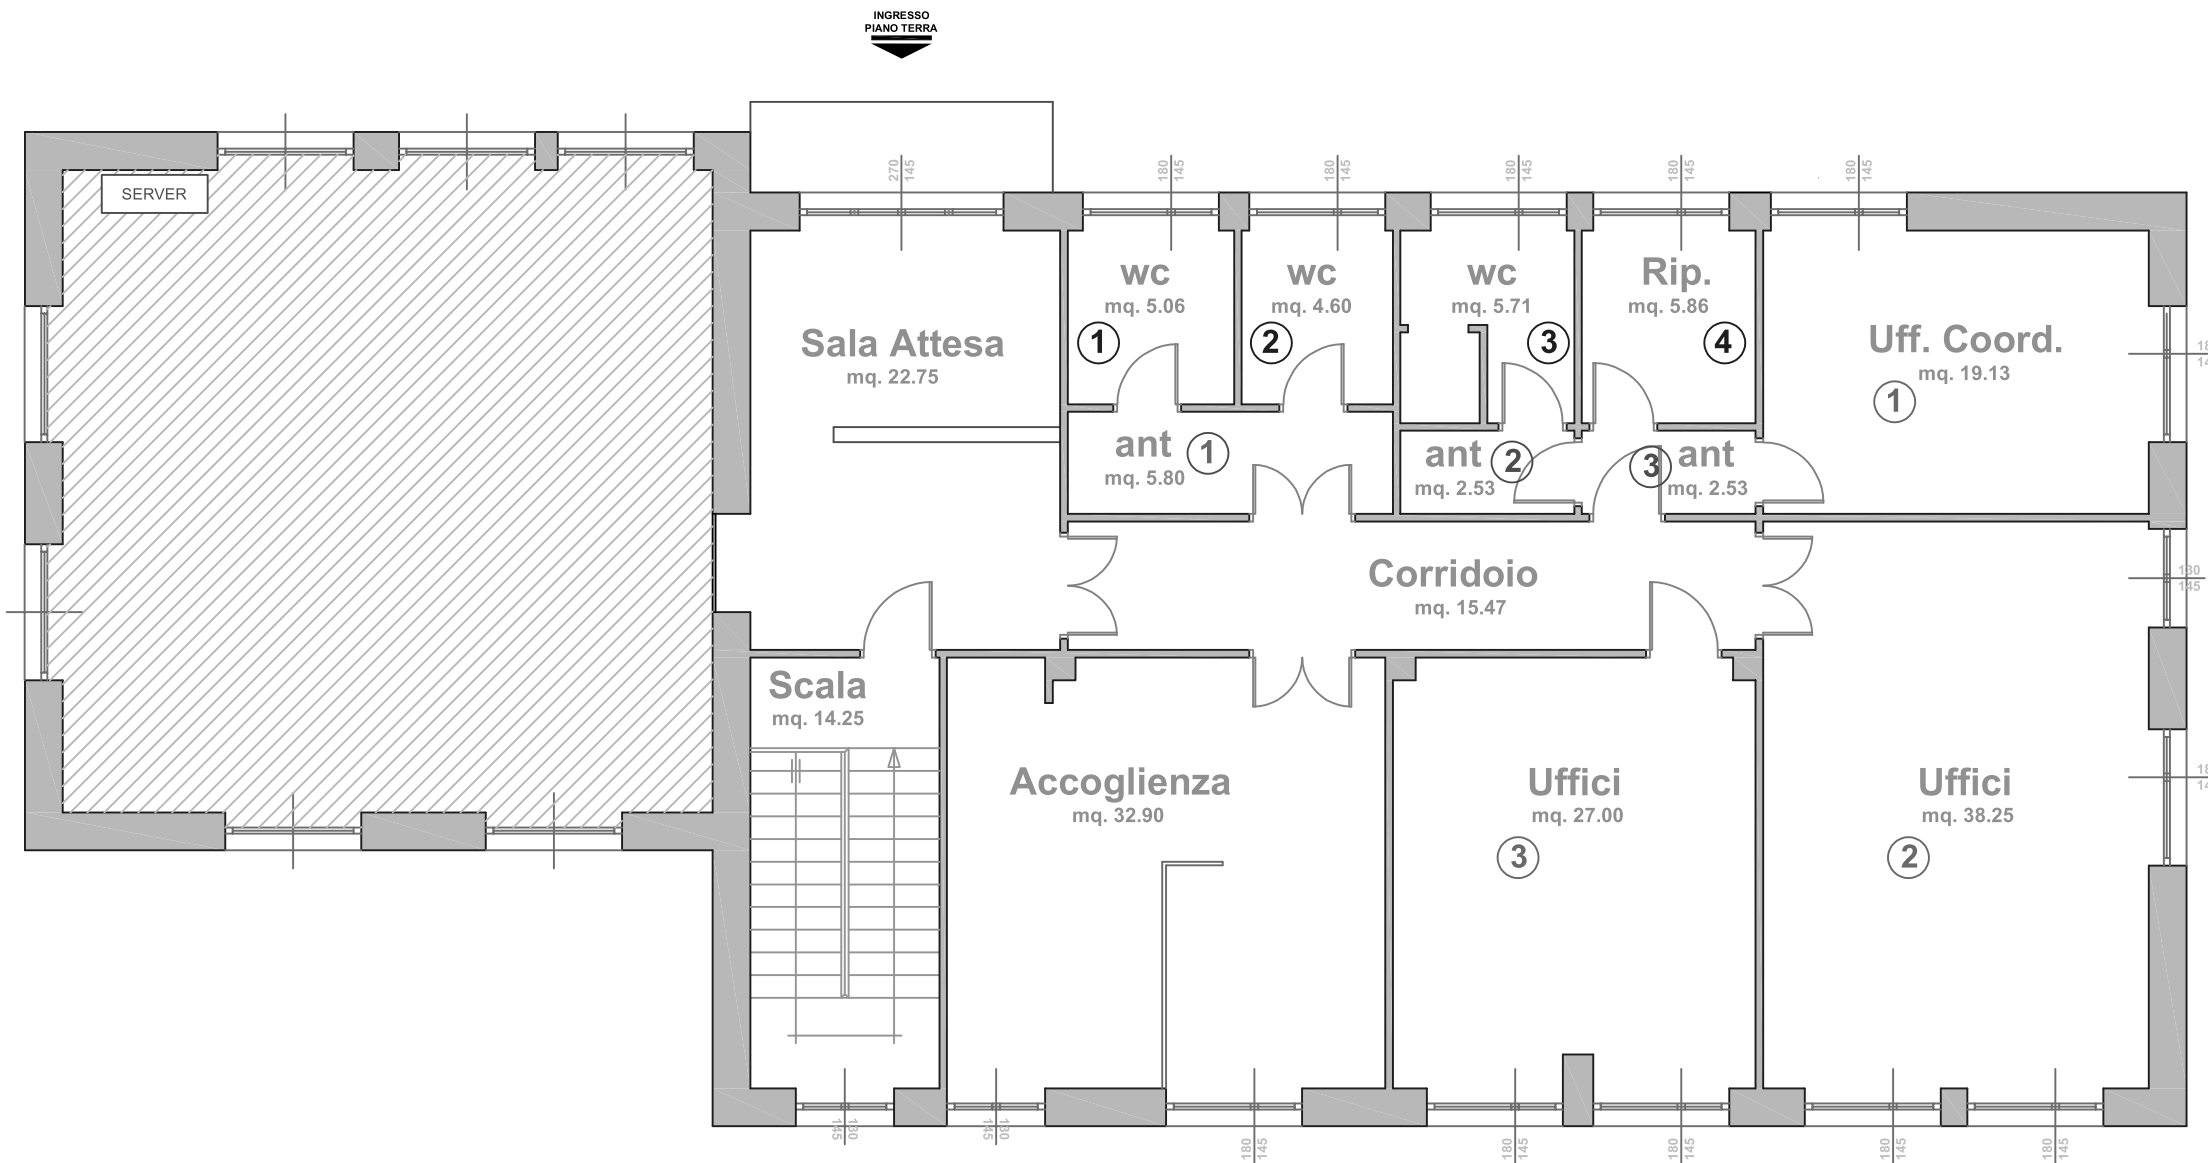 INGRESSO
PIANO TERRA
SERVER
270
145
180
145
180
145
180
145
180
145
180
145
wc
mq. 5.06
1
wc
mq. 4.60
2
wc
mq. 5.71
3
Rip.
mq. 5.86
4
Sala Attesa
mq. 22.75
Uff. Coord.
mq. 19.13
1
ant
mq. 5.80
1
ant
mq. 2.53
2
3
ant
mq. 2.53
Corridoio
mq. 15.47
130
145
Scala
mq. 14.25
Accoglienza
mq. 32.90
Uffici
mq. 27.00
3
Uffici
mq. 38.25
2
145
130
145
130
180
145
180
145
180
145
180
145
180
145